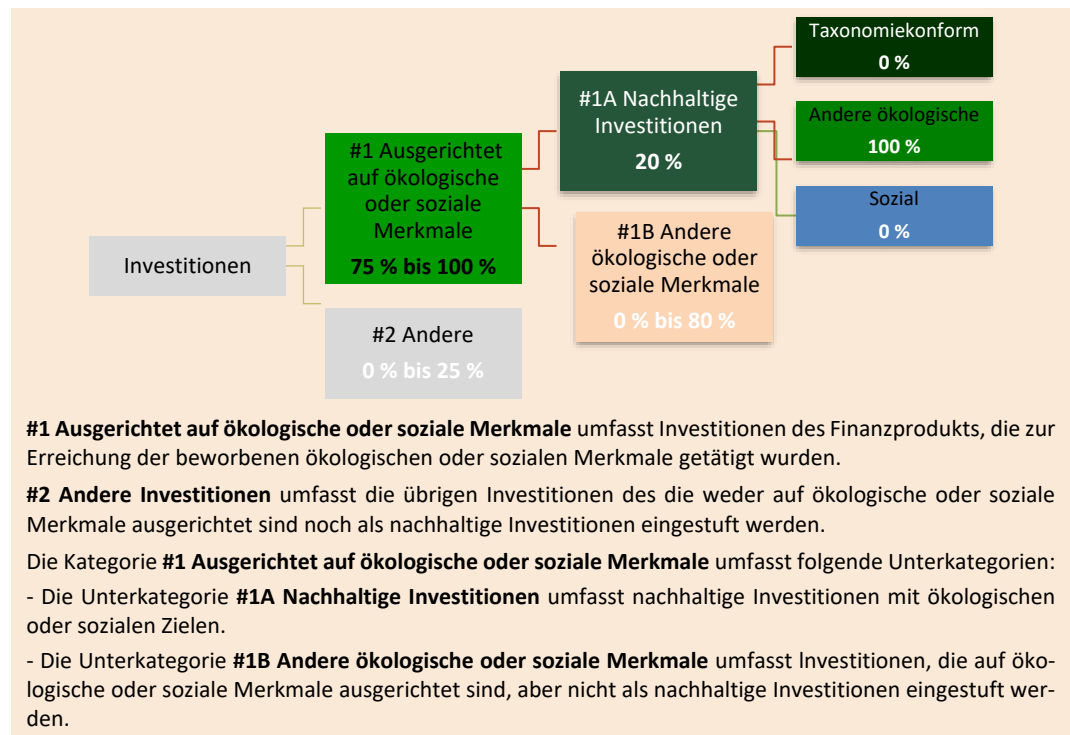 Investitionen
#1 Ausgerichtet
auf ökologische
oder soziale
Merkmale
75 % bis 100 %
#2 Andere
0 % bis 25 %
#1A Nachhaltige
Investitionen
20 %
#1B Andere
ökologische oder
soziale Merkmale
0 % bis 80 %
Taxonomiekonform
0 %
Andere ökologische
100 %
Sozial
0 %
#1 Ausgerichtet auf ökologische oder soziale Merkmale umfasst Investitionen des Finanzprodukts, die zur
Erreichung der beworbenen ökologischen oder sozialen Merkmale getätigt wurden.
#2 Andere Investitionen umfasst die übrigen Investitionen des die weder auf ökologische oder soziale
Merkmale ausgerichtet sind noch als nachhaltige Investitionen eingestuft werden.
Die Kategorie #1 Ausgerichtet auf ökologische oder soziale Merkmale umfasst folgende Unterkategorien:
- Die Unterkategorie #1A Nachhaltige Investitionen umfasst nachhaltige Investitionen mit ökologischen
oder sozialen Zielen.
- Die Unterkategorie #1B Andere ökologische oder soziale Merkmale umfasst Investitionen, die auf öko-
logische oder soziale Merkmale ausgerichtet sind, aber nicht als nachhaltige Investitionen eingestuft wer-
den.